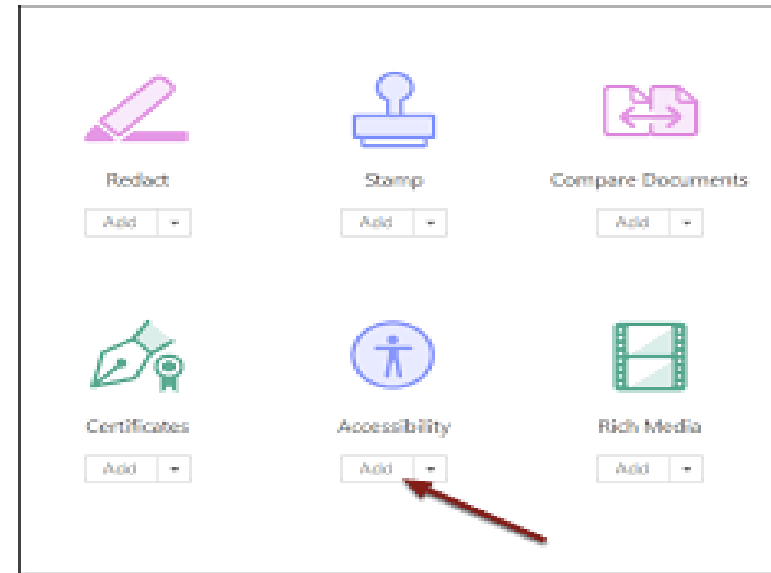 Redact Stamp Compare Documents
Add Add Add
Certificates Accessibility Rich Media
Add Add Add